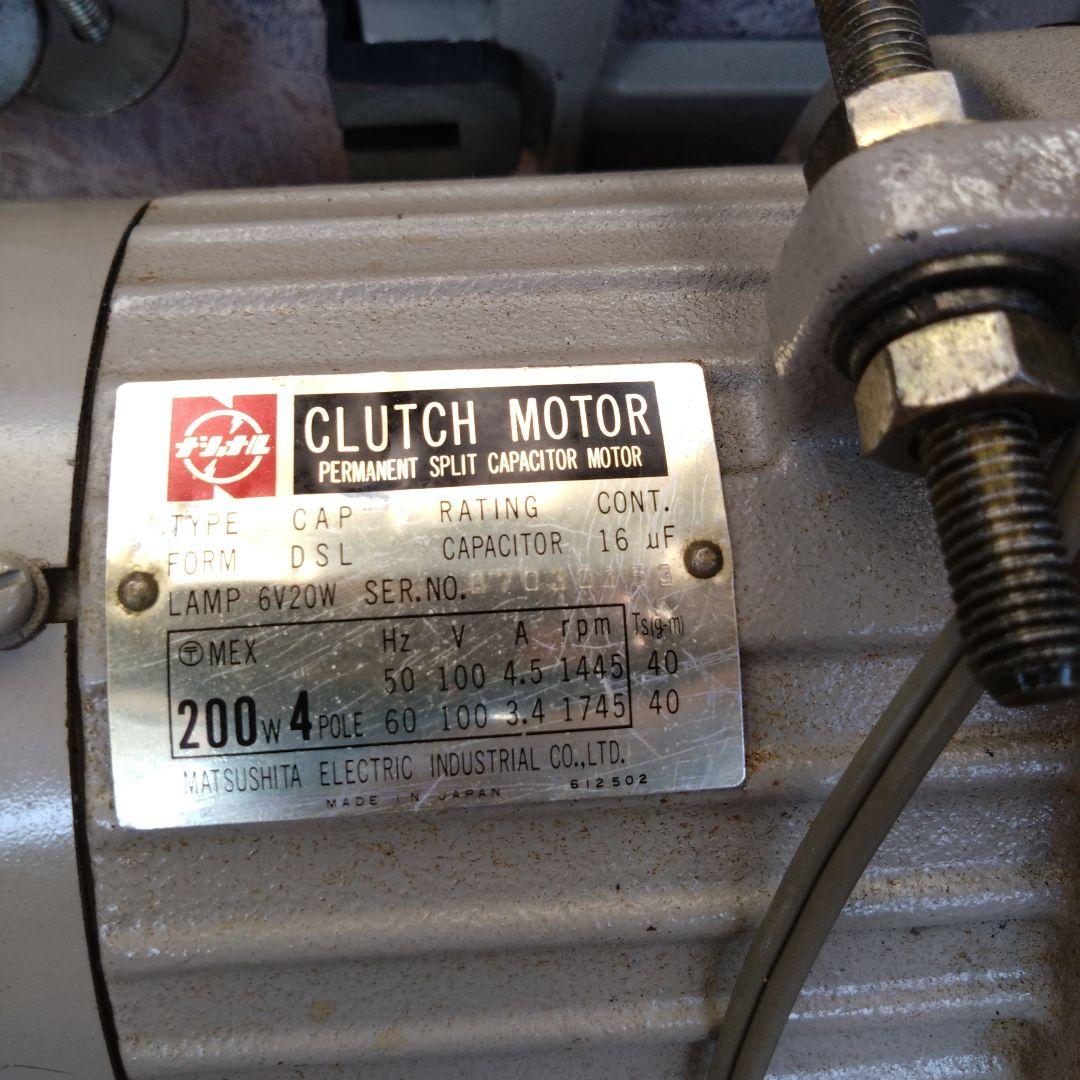 ナショナル
CLUTCH MOTOR
PERMANENT SPLIT CAPACITOR MOTOR
TYPE CAP RATING CONT.
FORM DSL CAPACITOR 16 µF
LAMP 6V20W SER.NO.
〶 MEX Hz V A rpm Ts(g-m)
50 100 4.5 1445 40
200W 4 POLE 60 100 3.4 1745 40
MATSUSHITA ELECTRIC INDUSTRIAL CO.,LTD.
MADE IN JAPAN 612502